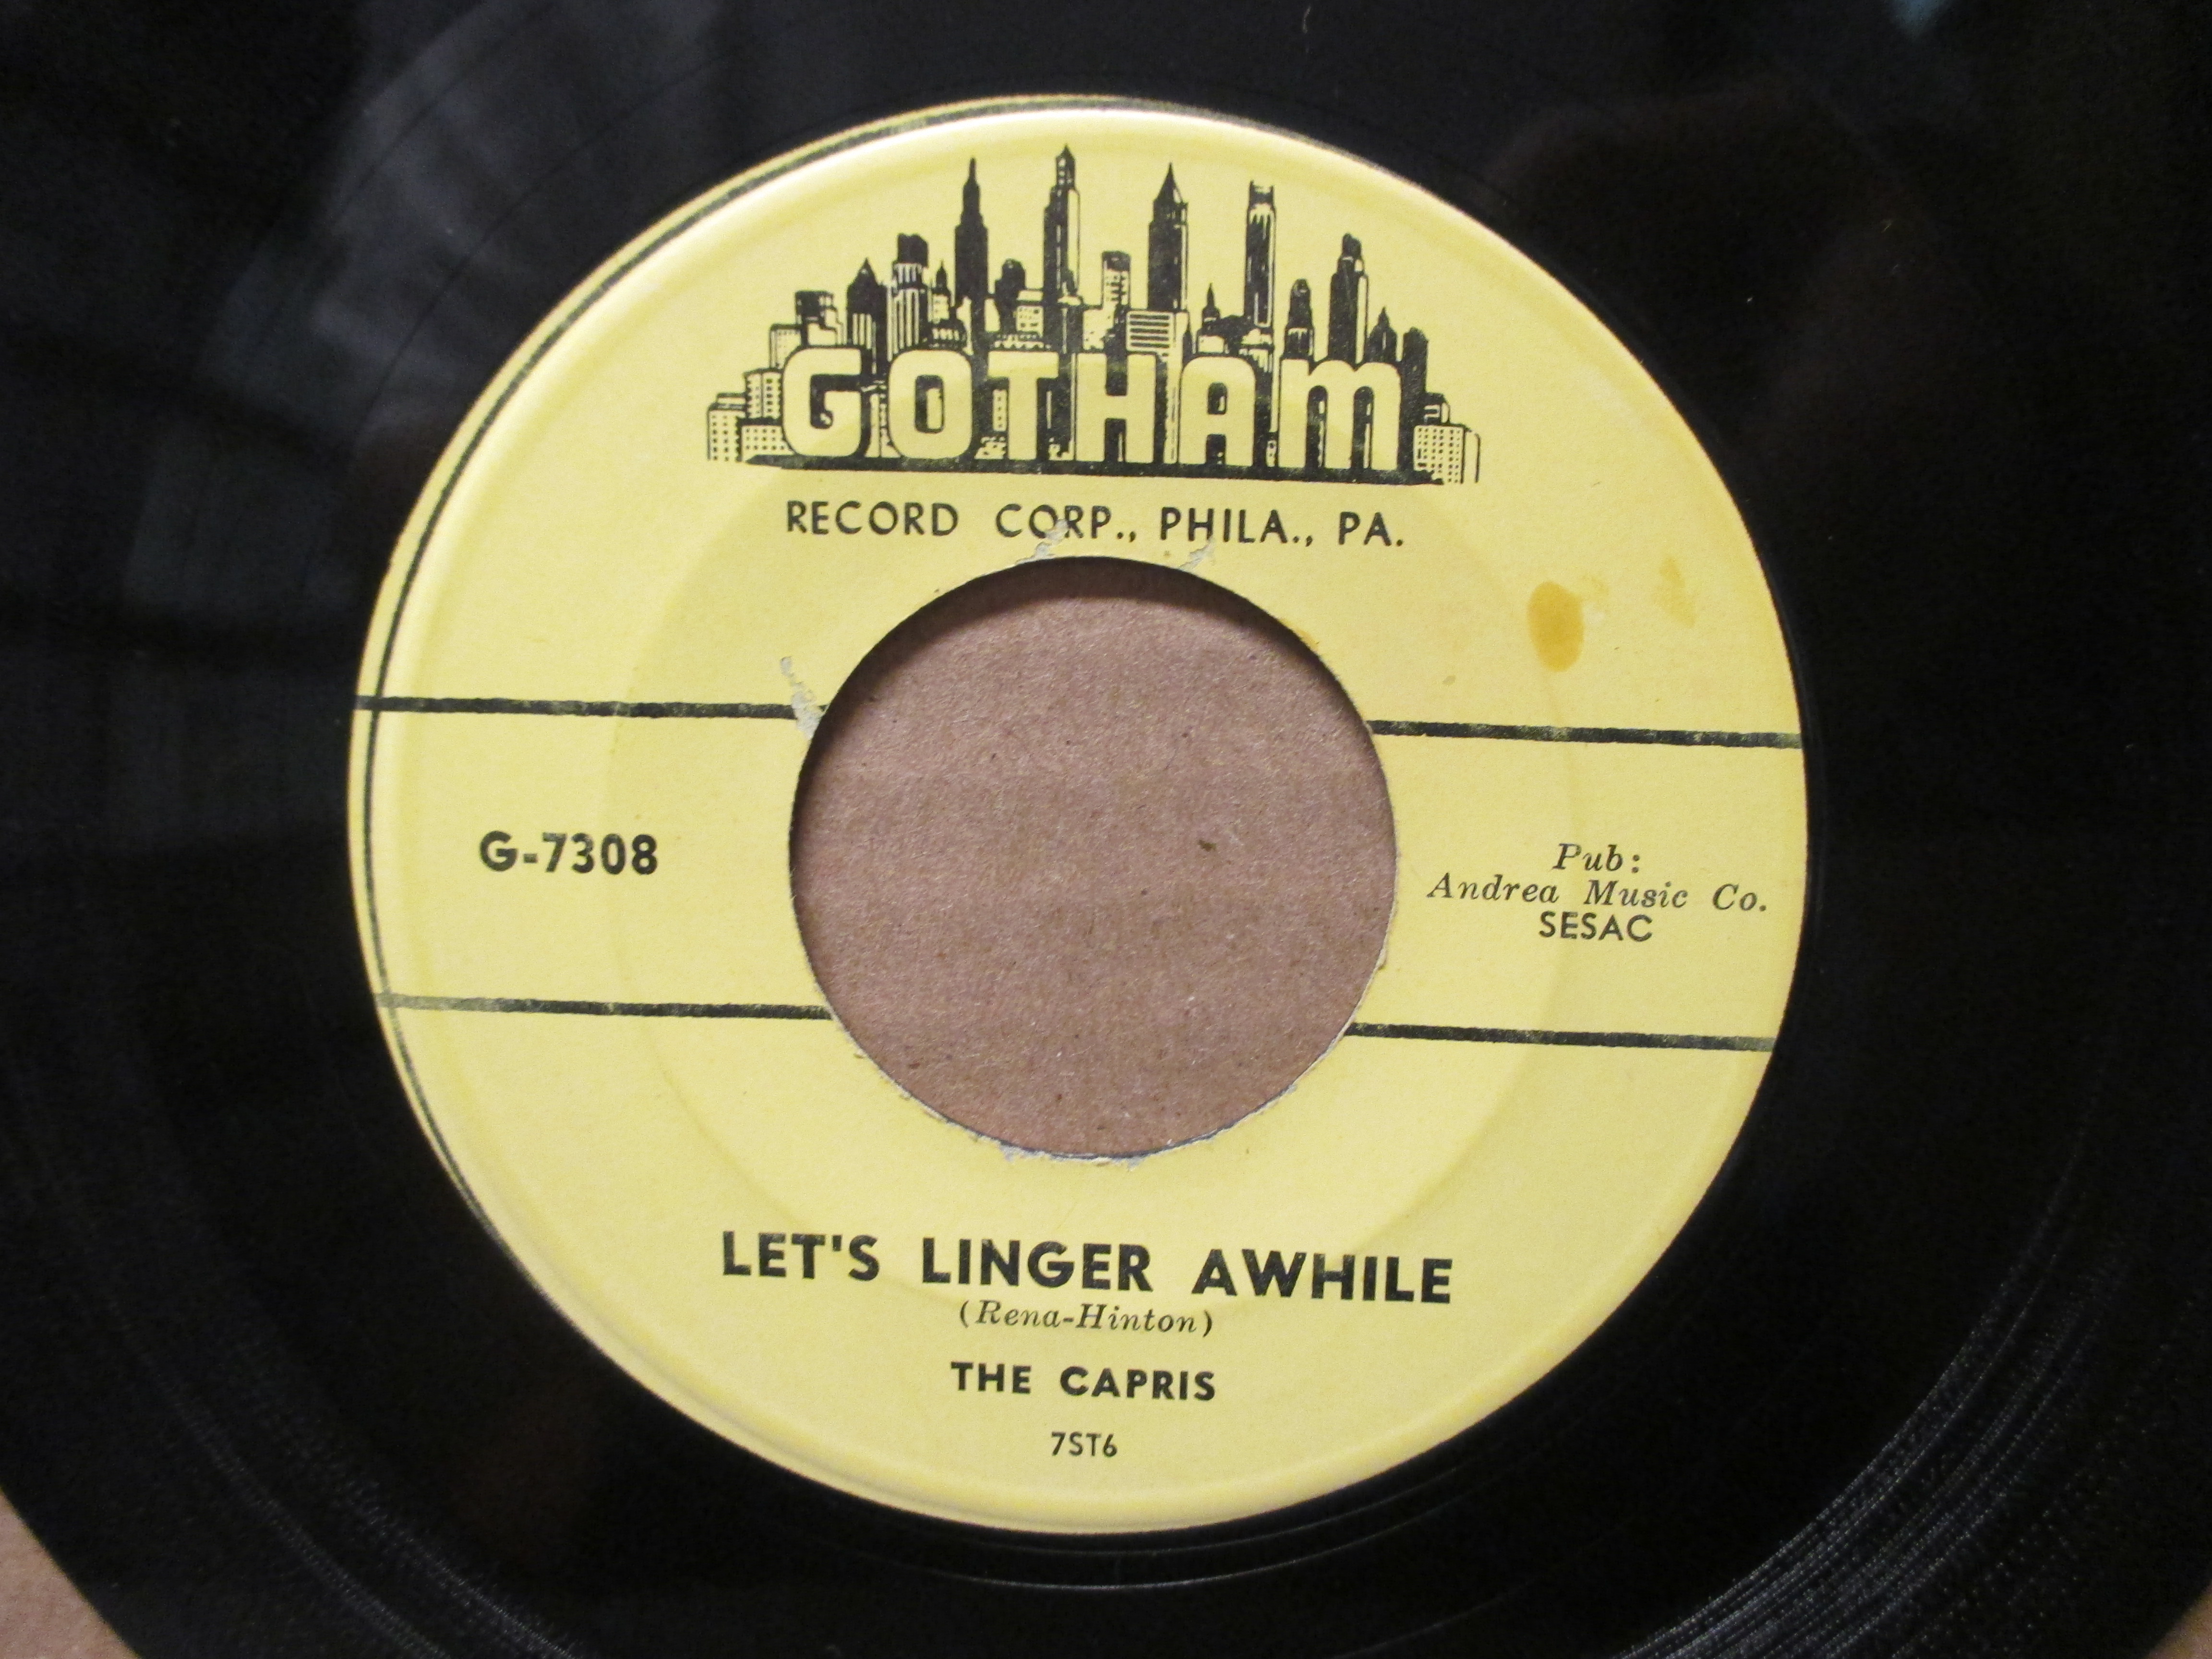 GOTHAM
RECORD CORP., PHILA., PA.
G-7308
Pub:
Andrea Music Co.
SESAC
LET'S LINGER AWHILE
(Rena-Hinton)
THE CAPRIS
7ST6